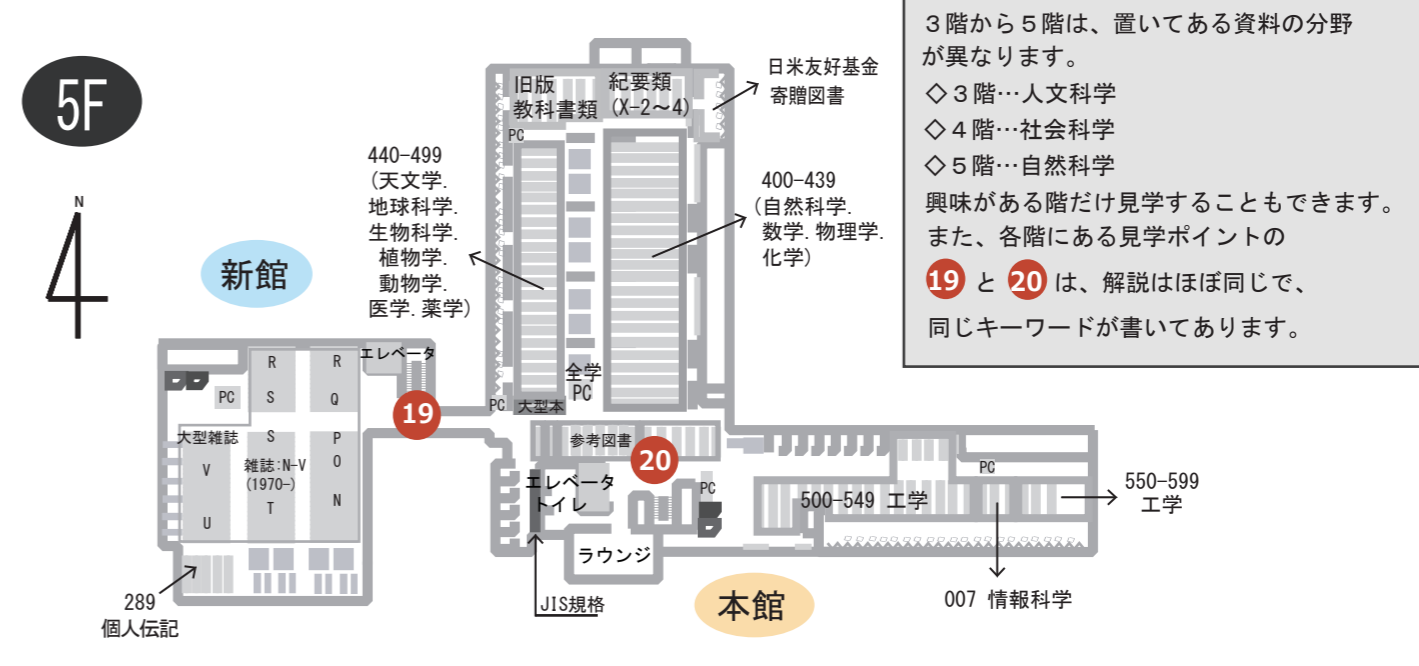 5F
N
新館
440-499
(天文学.
地球科学.
生物科学.
植物学.
動物学.
医学.薬学)
旧版
教科書類
紀要類
(X-2～4)
日米友好基金
寄贈図書
PC
400-439
(自然科学.
数学.物理学.
化学)
全学
PC
PC
大型本
３階から５階は、置いてある資料の分野
が異なります。
◇３階…人文科学
◇４階…社会科学
◇５階…自然科学
興味がある階だけ見学することもできます。
また、各階にある見学ポイントの
19 と 20 は、解説はほぼ同じで、
同じキーワードが書いてあります。
エレベータ
19
R
R
PC
S
Q
大型雑誌
S
P
V
雑誌:N-V
(1970-)
O
U
T
N
289
個人伝記
参考図書
20
エレベータ
トイレ
PC
ラウンジ
JIS規格
本館
PC
500-549 工学
550-599
工学
007 情報科学